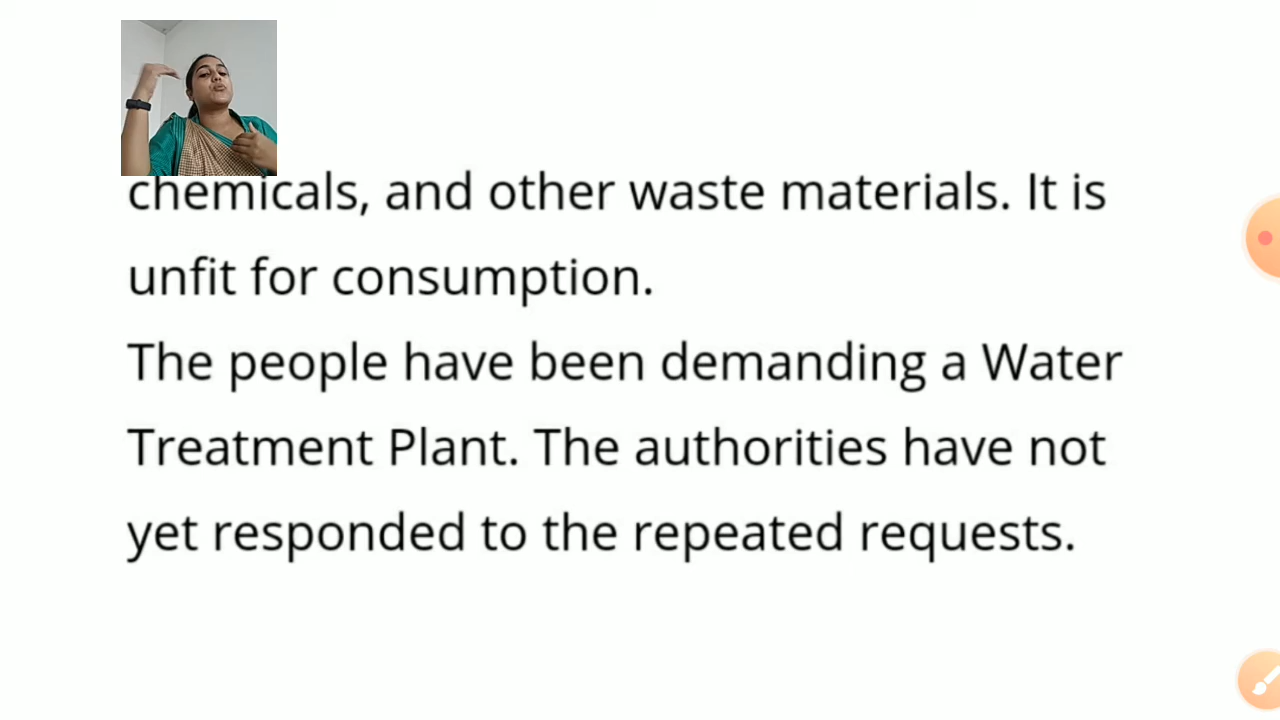 chemicals, and other waste materials. It is
unfit for consumption.
The people have been demanding a Water
Treatment Plant. The authorities have not
yet responded to the repeated requests.